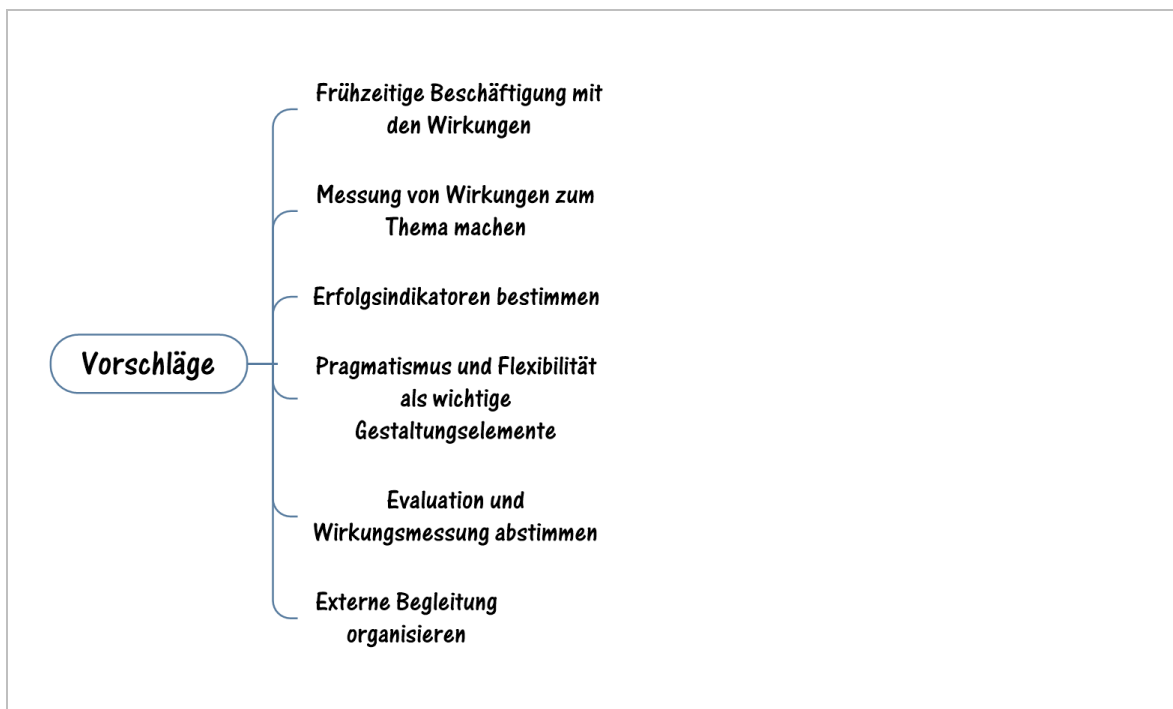 Frühzeitige Beschäftigung mit
den Wirkungen
Messung von Wirkungen zum
Thema machen
Erfolgsindikatoren bestimmen
Vorschläge
Pragmatismus und Flexibilität
als wichtige
Gestaltungselemente
Evaluation und
Wirkungsmessung abstimmen
Externe Begleitung
organisieren